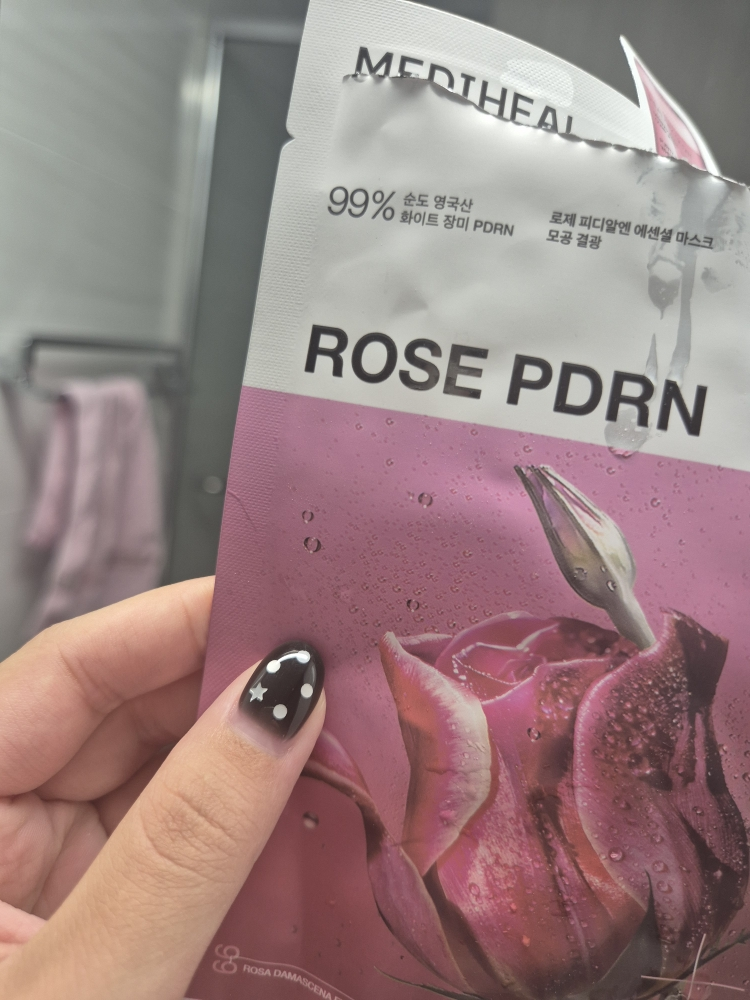 MEDIHEAL
99% 순도 영국산
화이트 장미 PDRN
로제 피디알엔 에센셜 마스크
모공 결광
ROSE PDRN
ROSA DAMASCENA